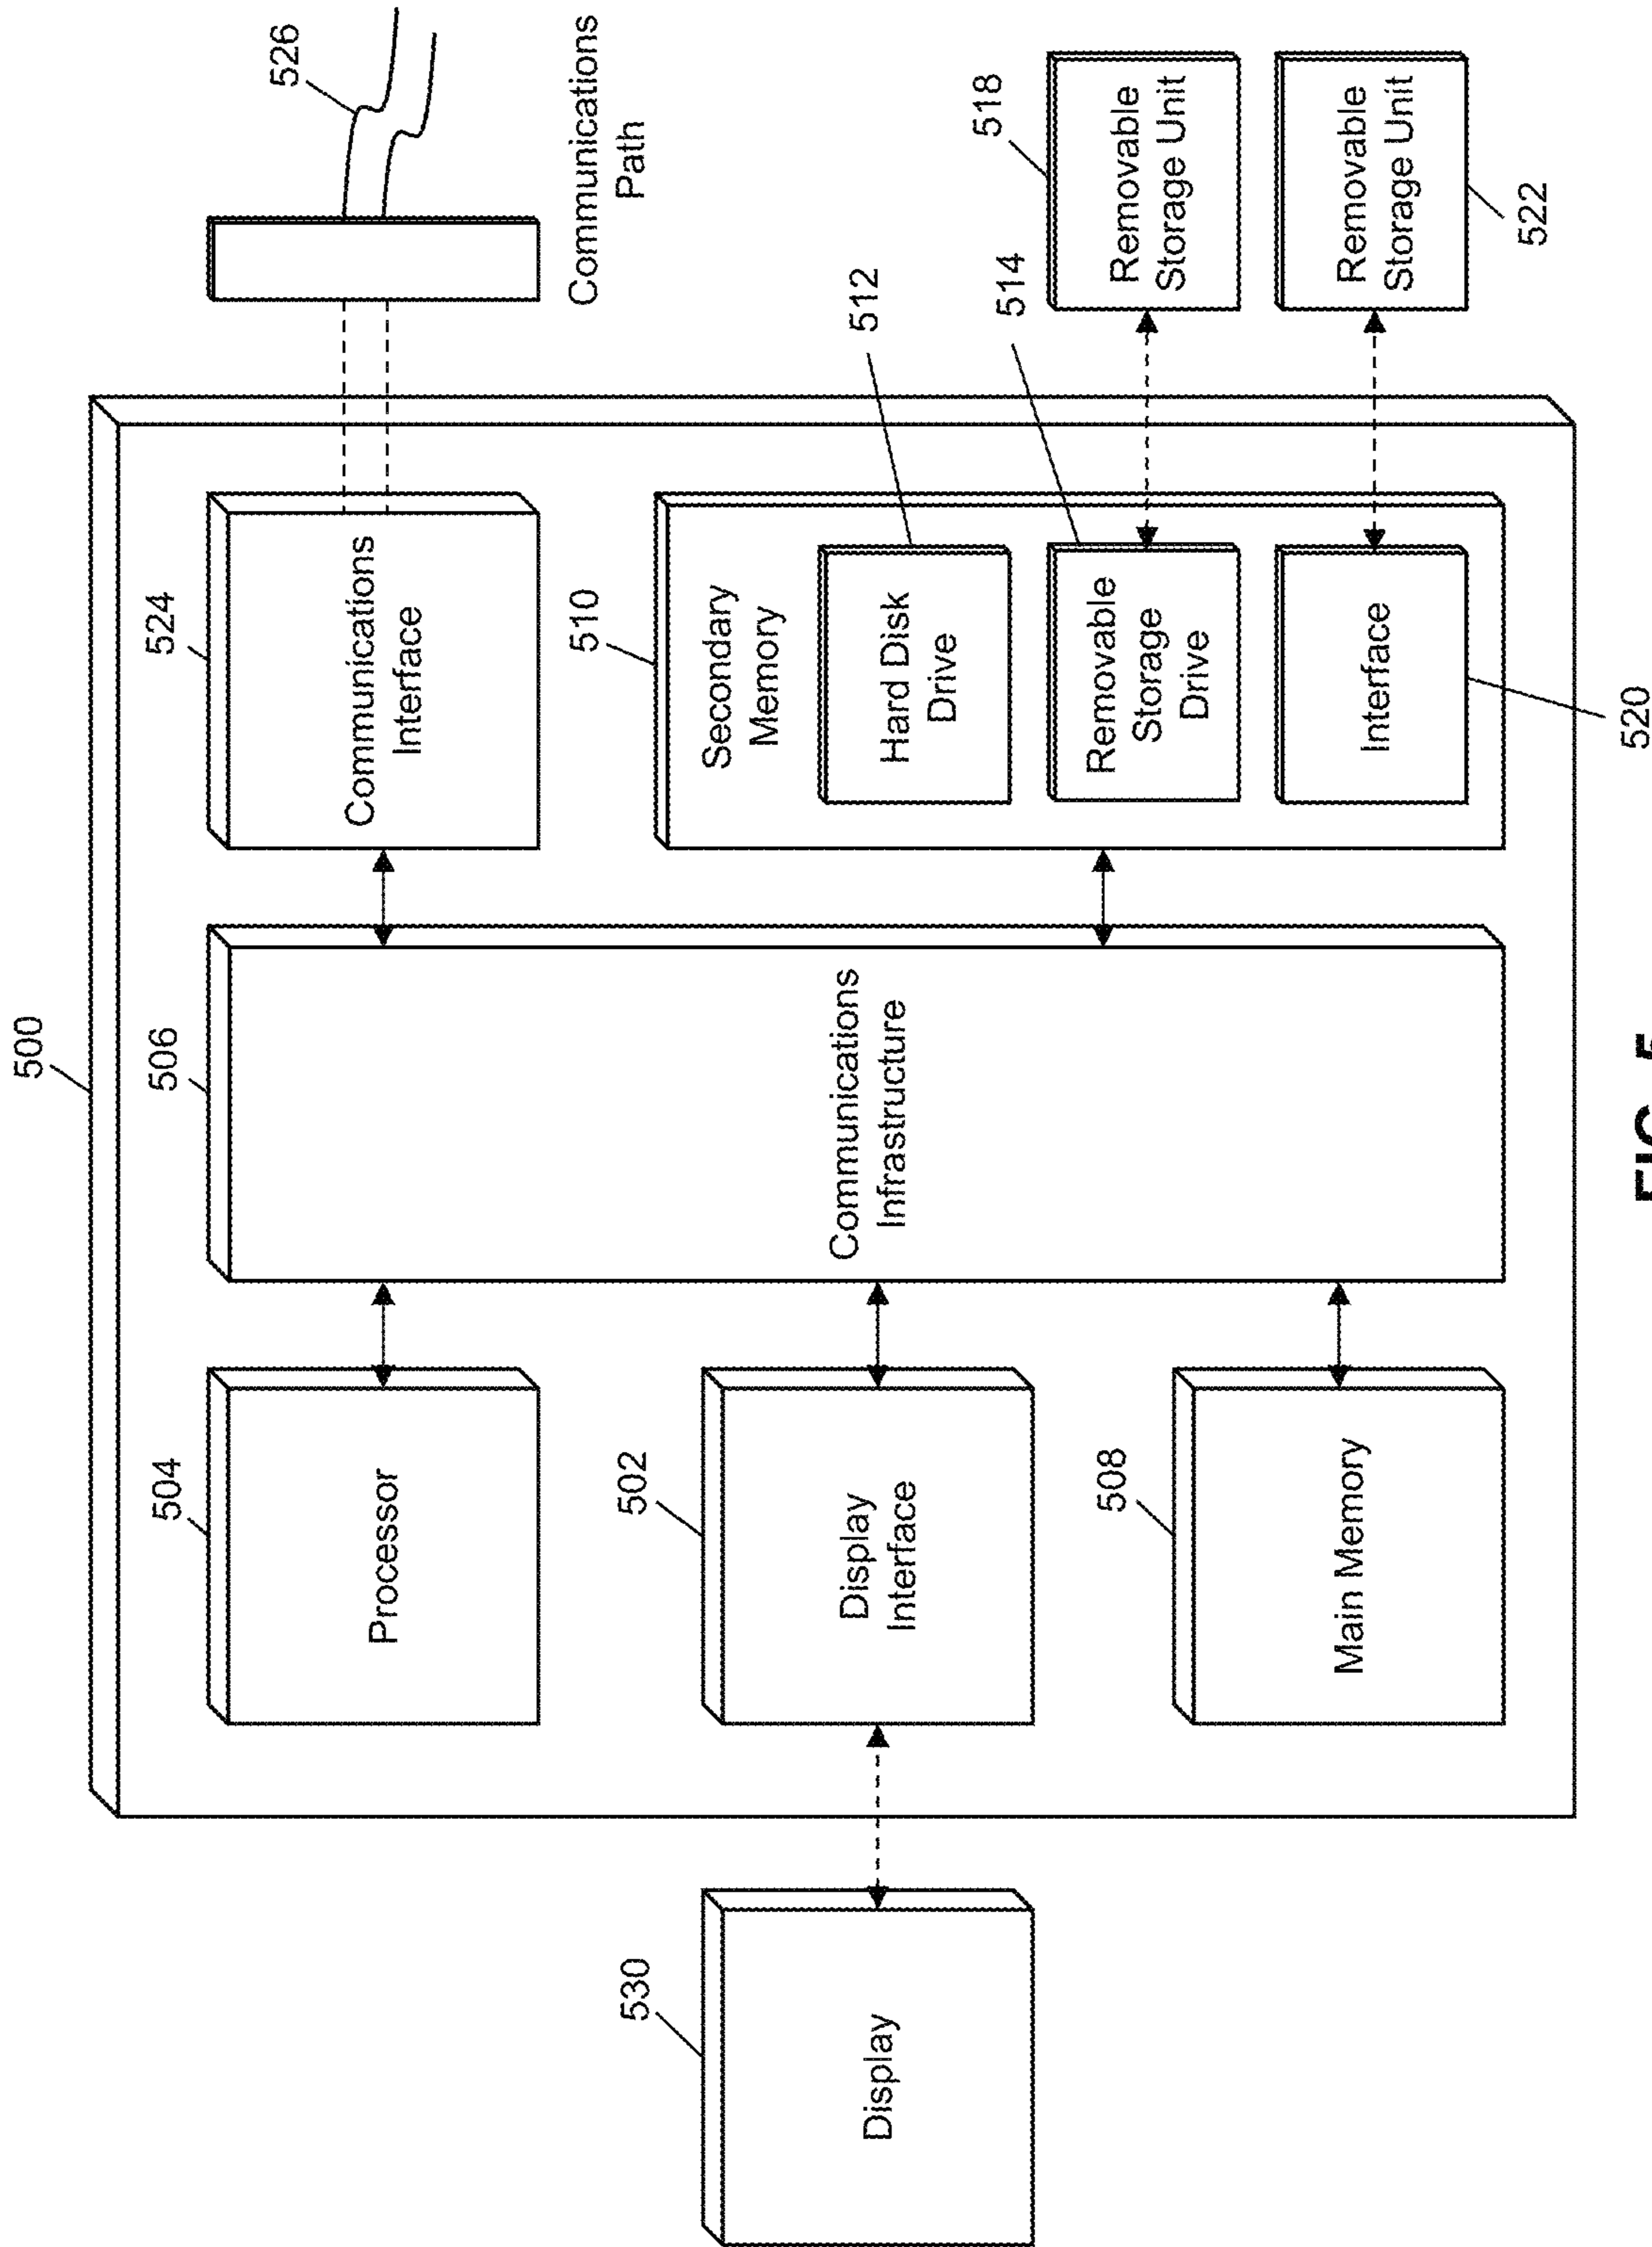 500
504
506
524
526
Processor
Communications
Interface
Communications
Path
530
502
510
Secondary
Memory
Display
Display
Interface
Communications
Infrastructure
Hard Disk
Drive
512
508
514
518
Removable
Storage
Drive
Removable
Storage Unit
Main Memory
Interface
Removable
Storage Unit
522
520
FIG. 5